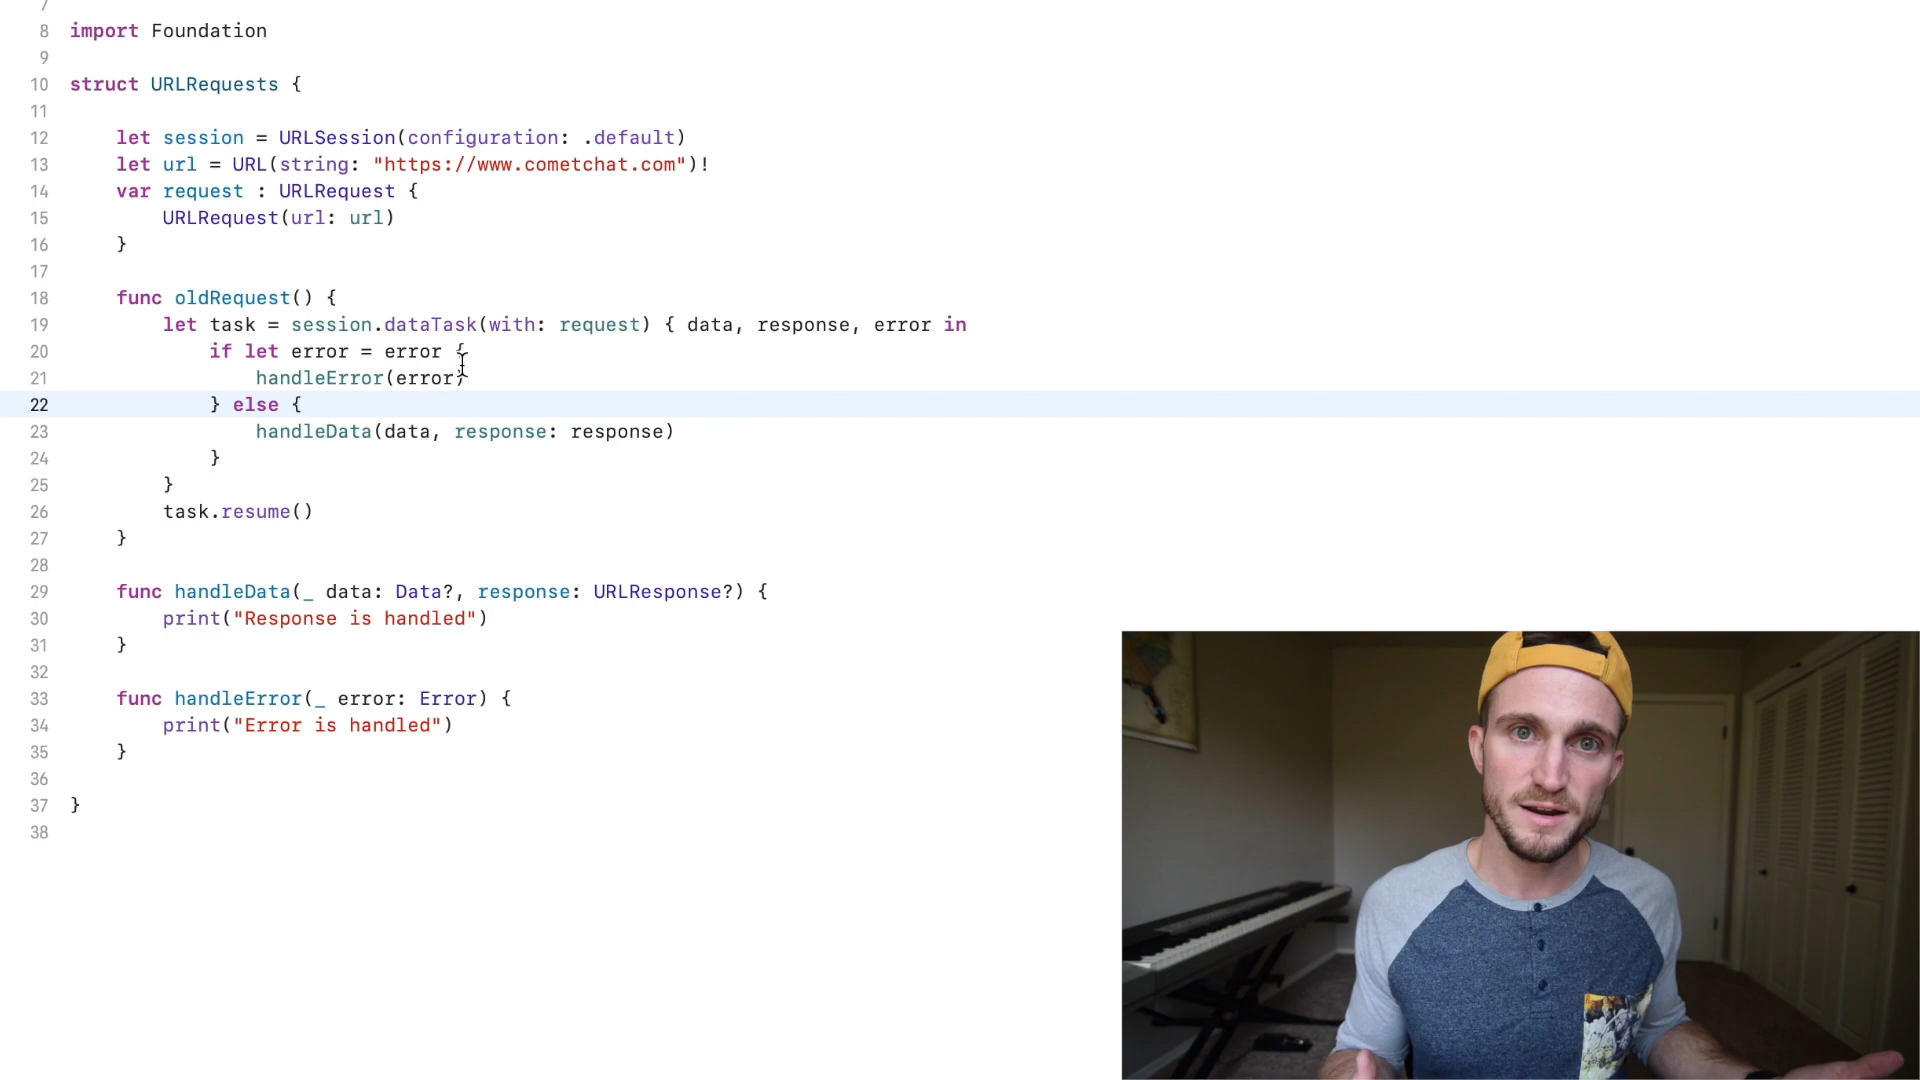 7
8 import Foundation
9
10 struct URLRequests {
11
12 let session = URLSession(configuration: .default)
13 let url = URL(string: "https://www.cometchat.com")!
14 var request : URLRequest {
15 URLRequest(url: url)
16 }
17
18 func oldRequest() {
19 let task = session.dataTask(with: request) { data, response, error in
20 if let error = error {
21 handleError(error)
22 } else {
23 handleData(data, response: response)
24 }
25 }
26 task.resume()
27 }
28
29 func handleData(_ data: Data?, response: URLResponse?) {
30 print("Response is handled")
31 }
32
33 func handleError(_ error: Error) {
34 print("Error is handled")
35 }
36
37 }
38